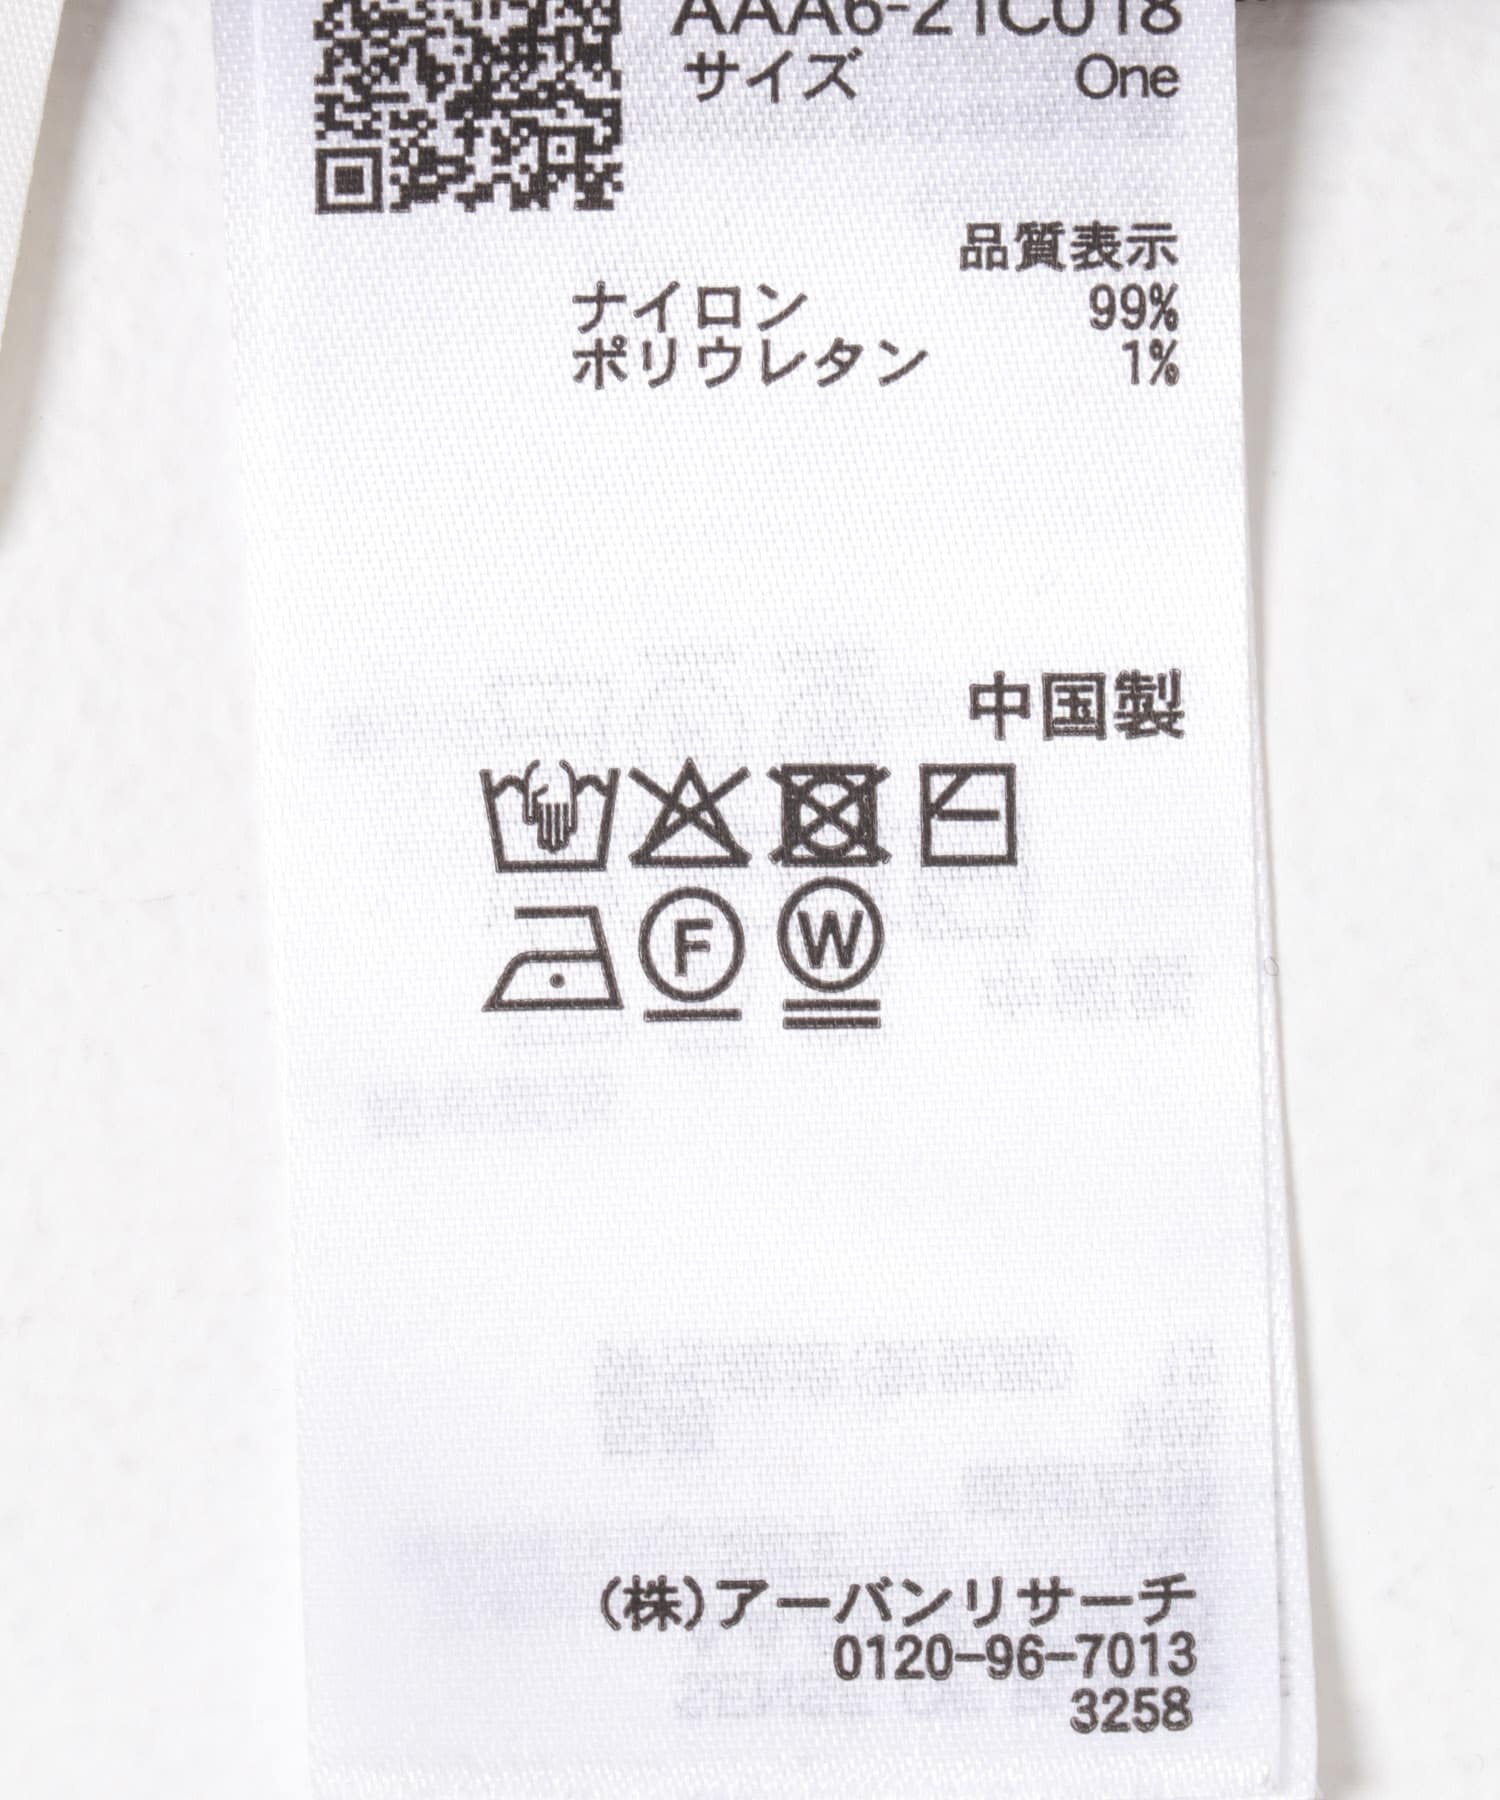 AAA6-21C018
サイズ One
品質表示
ナイロン 99%
ポリウレタン 1%
中国製
F W
(株)アーバンリサーチ
0120-96-7013
3258